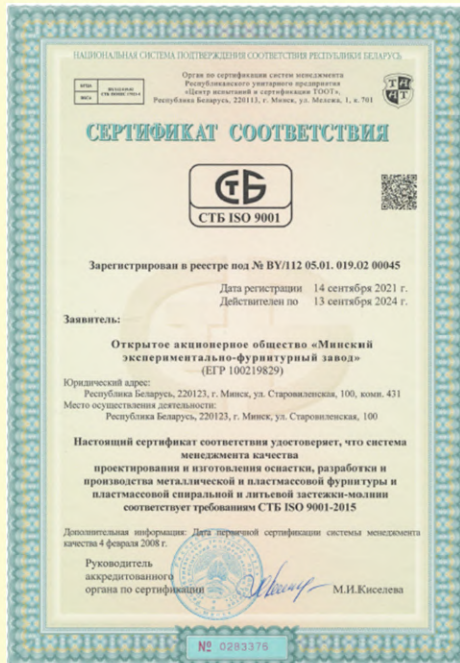 НАЦИОНАЛЬНАЯ СИСТЕМА ПОДТВЕРЖДЕНИЯ СООТВЕТСТВИЯ РЕСПУБЛИКИ БЕЛАРУСЬ
Орган по сертификации систем менеджмента
Республиканского унитарного предприятия
«Центр испытаний и сертификации ТООТ»,
Республика Беларусь, 220113, г. Минск, ул. Мележа, 1, к. 701
СЕРТИФИКАТ СООТВЕТСТВИЯ
СТБ
СТБ ISO 9001
Зарегистрирован в реестре под № BY/112 05.01. 019.02 00045
Дата регистрации 14 сентября 2021 г.
Действителен по 13 сентября 2024 г.
Заявитель:
Открытое акционерное общество «Минский
экспериментально-фурнитурный завод»
(ЕГР 100219829)
Юридический адрес:
Республика Беларусь, 220123, г. Минск, ул. Старовиленская, 100, комн. 431
Место осуществления деятельности:
Республика Беларусь, 220123, г. Минск, ул. Старовиленская, 100
Настоящий сертификат соответствия удостоверяет, что система
менеджмента качества
проектирования и изготовления оснастки, разработки и
производства металлической и пластмассовой фурнитуры и
пластмассовой спиральной и литьевой застежки-молнии
соответствует требованиям СТБ ISO 9001-2015
Дополнительная информация: Дата первичной сертификации системы менеджмента
качества 4 февраля 2008 г.
Руководитель
аккредитованного
органа по сертификации
М.И.Киселева
№ 0283376